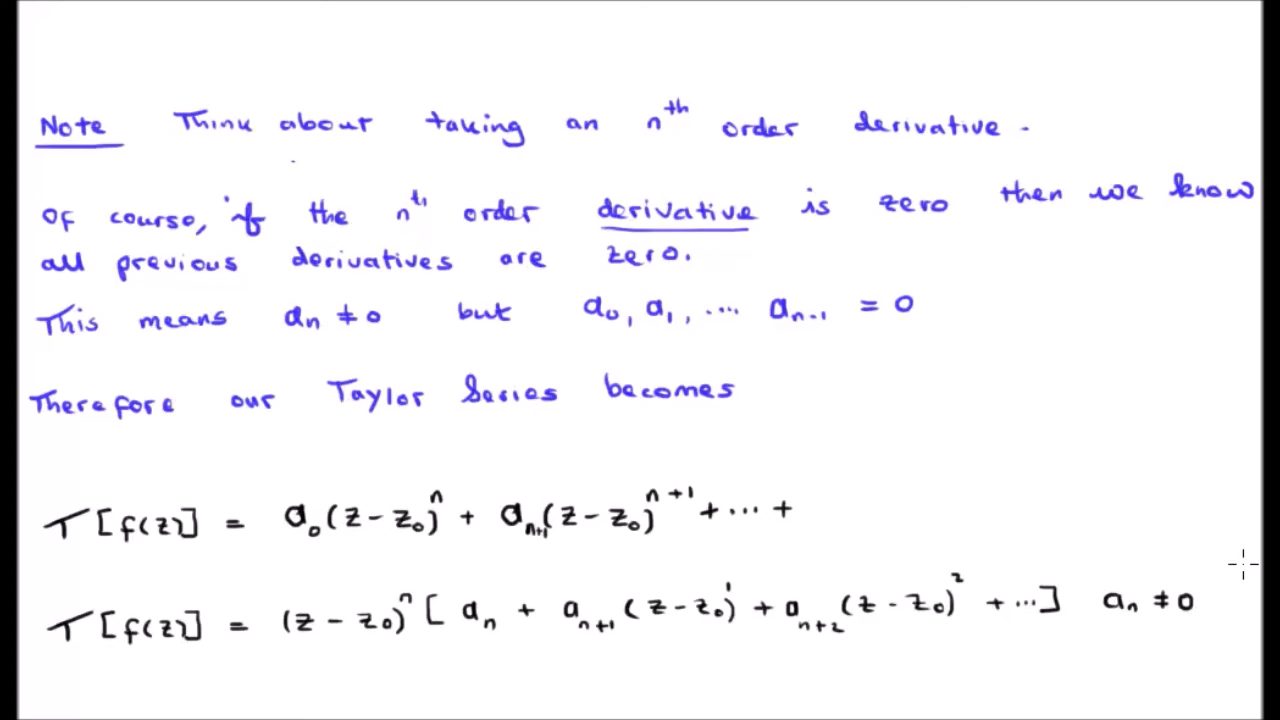 Note Think about taking an n^th order derivative.
Of course, if the n^th order derivative is zero then we know
all previous derivatives are zero.
This means a_n ≠ 0 but a_0, a_1, .... a_{n-1} = 0
Therefore our Taylor Series becomes
T[f(z)] = a_0(z-z_0)^n + a_{n+1}(z-z_0)^{n+1} + ... +
T[f(z)] = (z-z_0)^n [a_n + a_{n+1}(z-z_0)^1 + a_{n+2}(z-z_0)^2 + ...] a_n ≠ 0